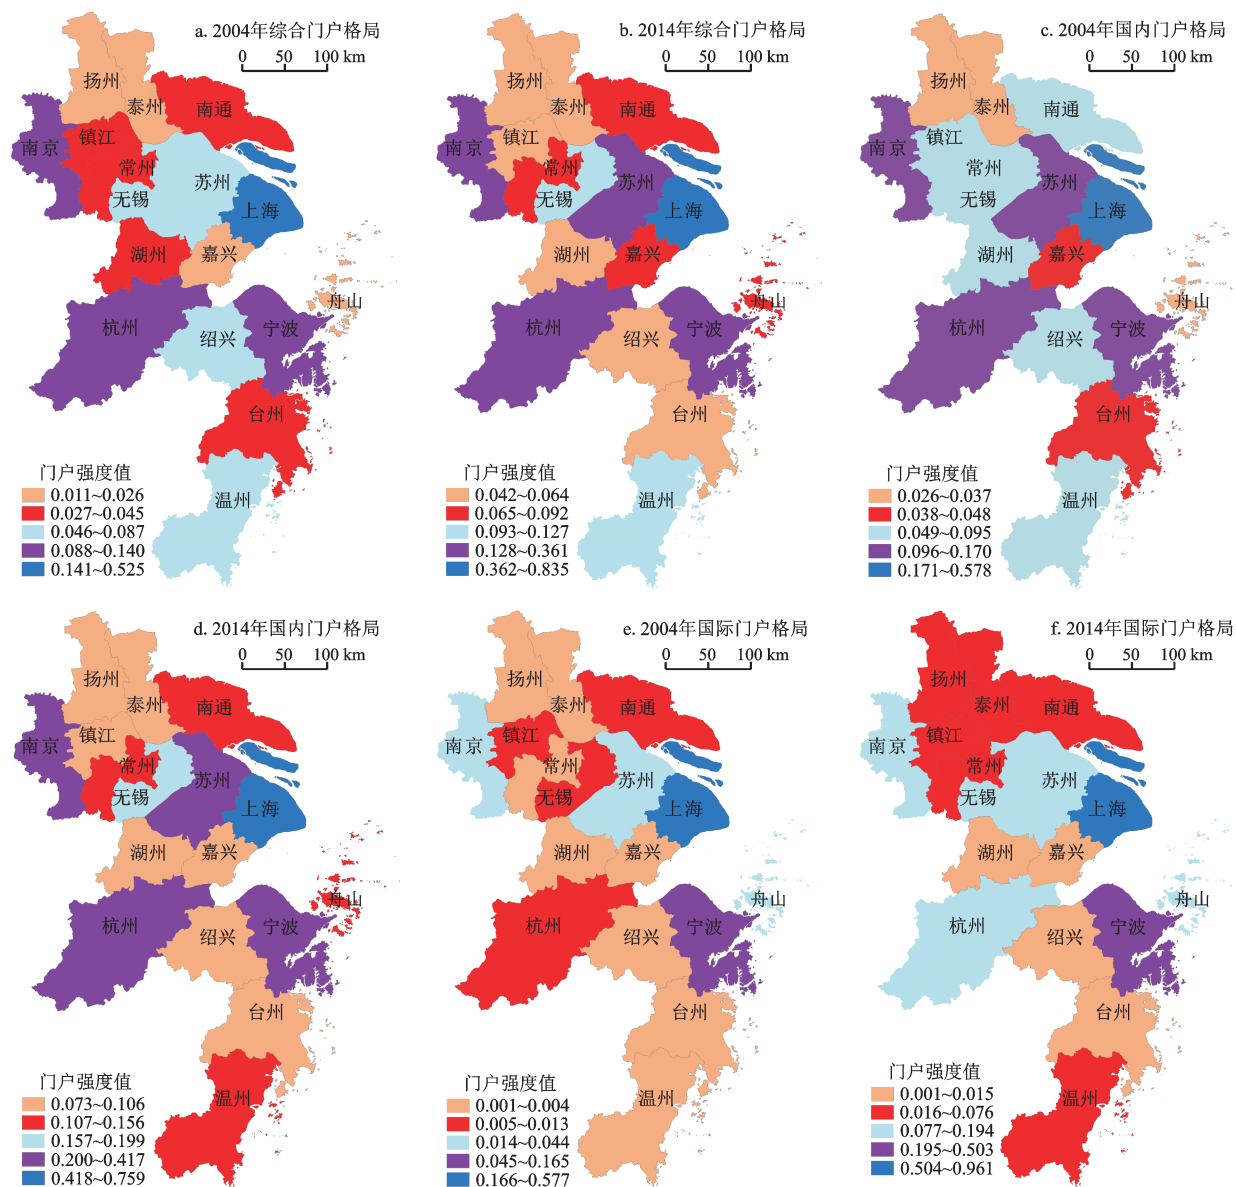 a. 2004年综合门户格局
0 50 100 km
扬州
泰州
南通
南京
镇江
常州
苏州
无锡
上海
湖州
嘉兴
舟山
杭州
绍兴
宁波
台州
温州
门户强度值
0.011~0.026
0.027~0.045
0.046~0.087
0.088~0.140
0.141~0.525
b. 2014年综合门户格局
0 50 100 km
扬州
泰州
南通
南京
镇江
常州
苏州
无锡
上海
湖州
嘉兴
舟山
杭州
绍兴
宁波
台州
温州
门户强度值
0.042~0.064
0.065~0.092
0.093~0.127
0.128~0.361
0.362~0.835
c. 2004年国内门户格局
0 50 100 km
扬州
泰州
南通
南京
镇江
常州
苏州
无锡
上海
湖州
嘉兴
舟山
杭州
绍兴
宁波
台州
温州
门户强度值
0.026~0.037
0.038~0.048
0.049~0.095
0.096~0.170
0.171~0.578
d. 2014年国内门户格局
0 50 100 km
扬州
泰州
南通
南京
镇江
常州
苏州
无锡
上海
湖州
嘉兴
舟山
杭州
绍兴
宁波
台州
温州
门户强度值
0.073~0.106
0.107~0.156
0.157~0.199
0.200~0.417
0.418~0.759
e. 2004年国际门户格局
0 50 100 km
扬州
泰州
南通
南京
镇江
常州
苏州
无锡
上海
湖州
嘉兴
舟山
杭州
绍兴
宁波
台州
温州
门户强度值
0.001~0.004
0.005~0.013
0.014~0.044
0.045~0.165
0.166~0.577
f. 2014年国际门户格局
0 50 100 km
扬州
泰州
南通
南京
镇江
常州
苏州
无锡
上海
湖州
嘉兴
舟山
杭州
绍兴
宁波
台州
温州
门户强度值
0.001~0.015
0.016~0.076
0.077~0.194
0.195~0.503
0.504~0.961